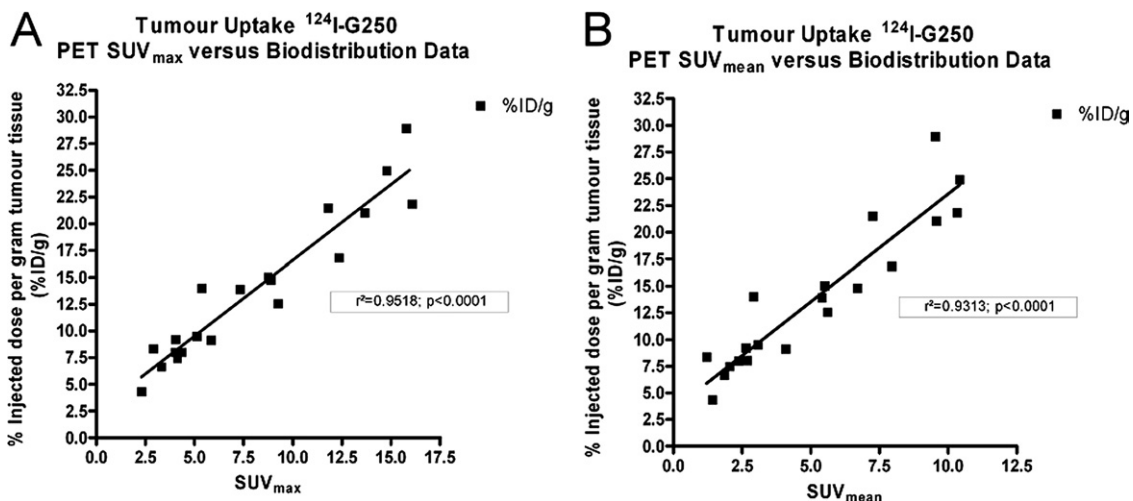 A
Tumour Uptake ¹²⁴I-G250
PET SUVmax versus Biodistribution Data
% Injected dose per gram tumour tissue
(%ID/g)
32.5
30.0
27.5
25.0
22.5
20.0
17.5
15.0
12.5
10.0
7.5
5.0
2.5
0.0
%ID/g
r²=0.9518; p<0.0001
0.0 2.5 5.0 7.5 10.0 12.5 15.0 17.5
SUVmax
B
Tumour Uptake ¹²⁴I-G250
PET SUVmean versus Biodistribution Data
% Injected dose per gram tumour tissue
(%ID/g)
32.5
30.0
27.5
25.0
22.5
20.0
17.5
15.0
12.5
10.0
7.5
5.0
2.5
0.0
%ID/g
r²=0.9313; p<0.0001
0.0 2.5 5.0 7.5 10.0 12.5
SUVmean